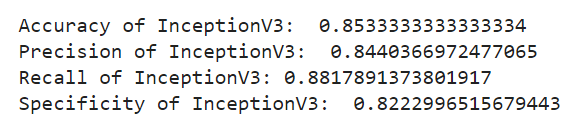 Accuracy of InceptionV3:  0.8533333333333334
Precision of InceptionV3:  0.8440366972477065
Recall of InceptionV3: 0.8817891373801917
Specificity of InceptionV3:  0.8222996515679443